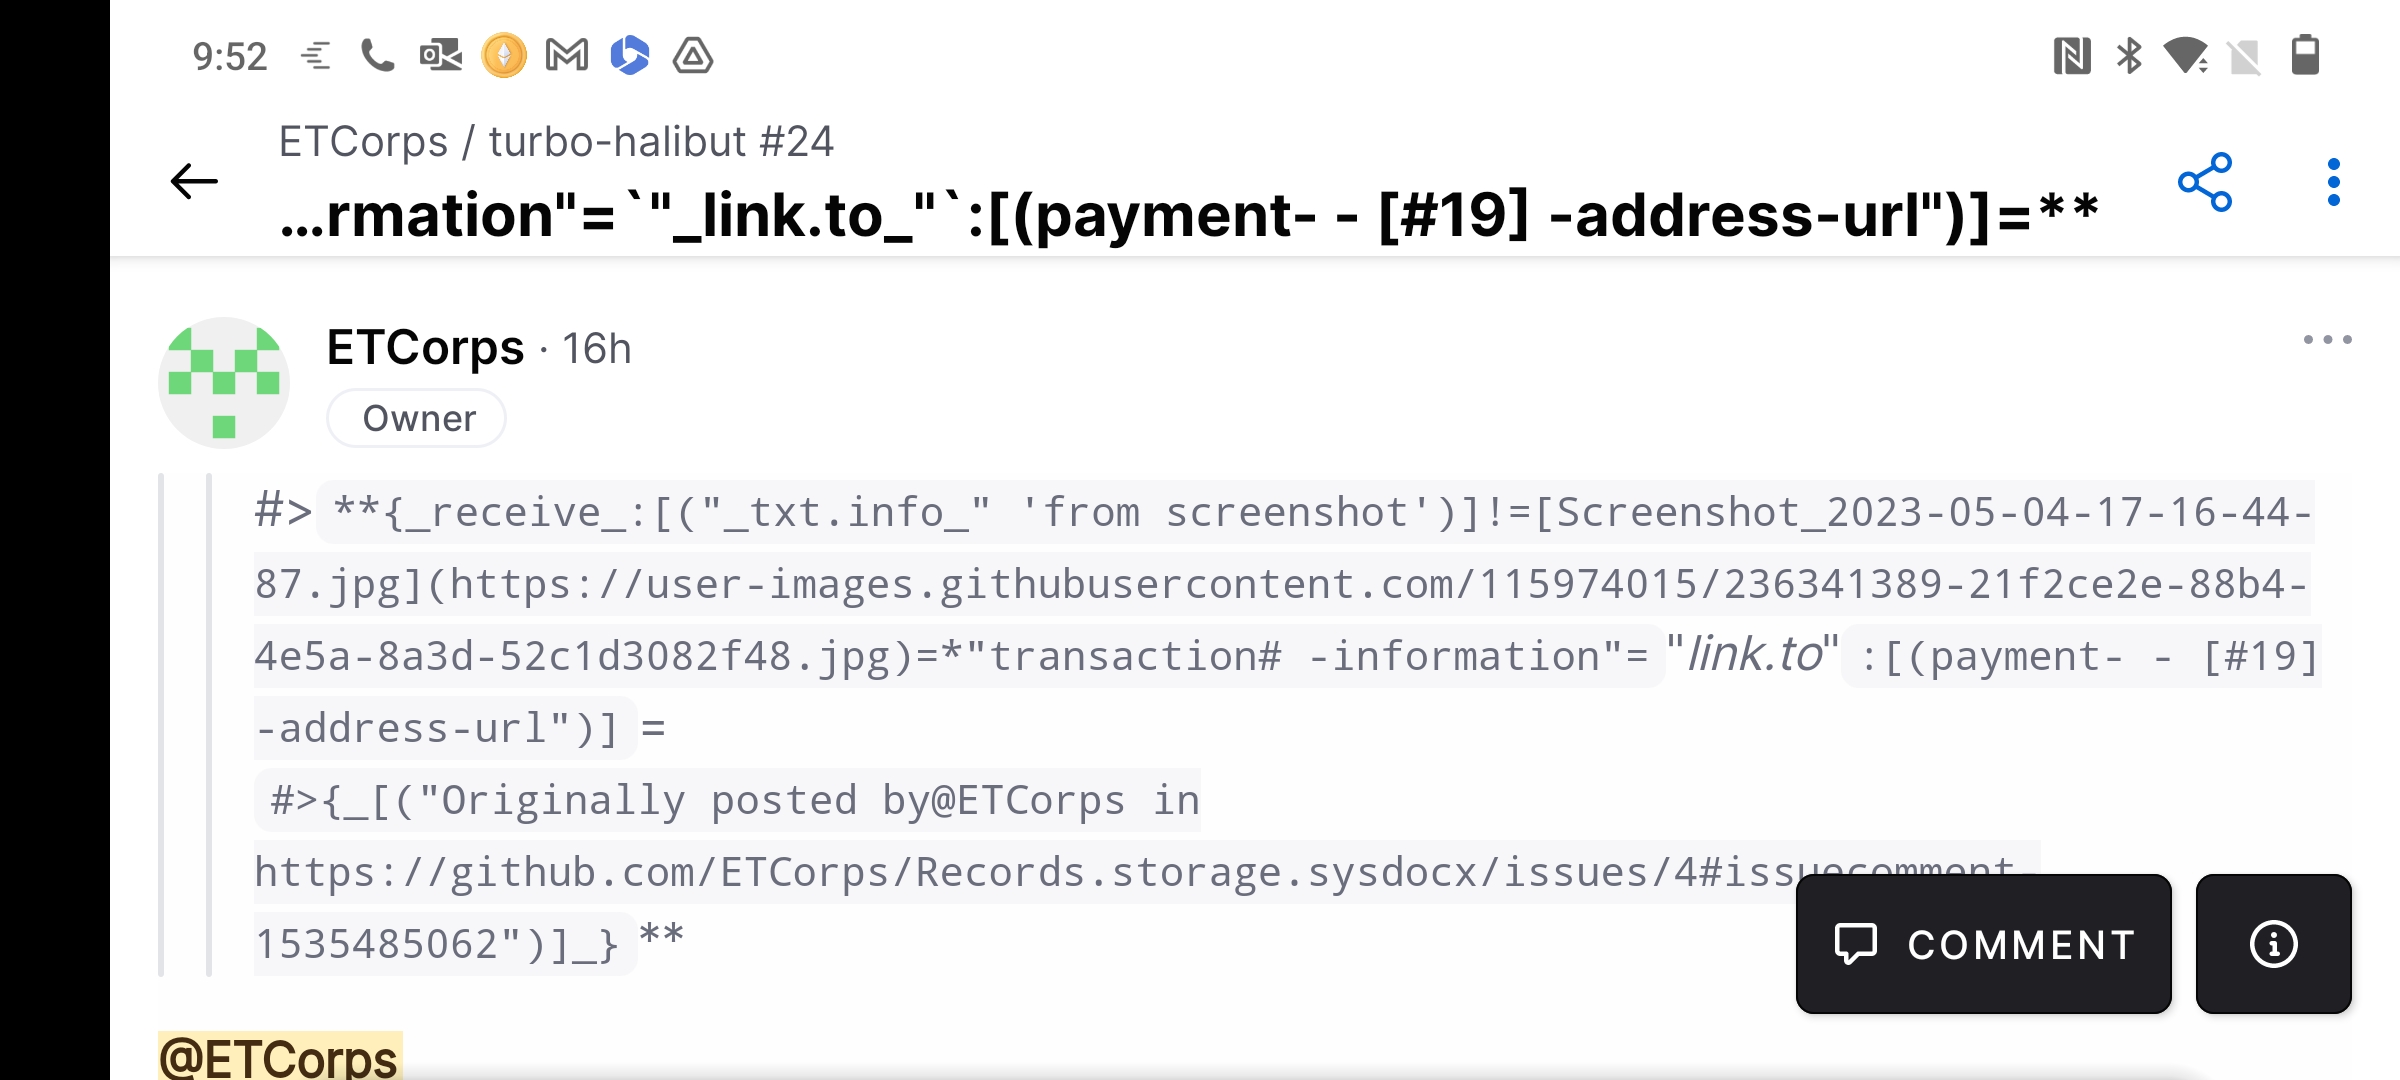 9:52
ETCorps / turbo-halibut #24
...rmation"=`"_link.to_"`:[(payment- - [#19] -address-url")]=**
ETCorps · 16h
Owner
#> **{_receive_:[("_txt.info_" 'from screenshot')]!=[Screenshot_2023-05-04-17-16-44-
87.jpg](https://user-images.githubusercontent.com/115974015/236341389-21f2ce2e-88b4-
4e5a-8a3d-52c1d3082f48.jpg)=*"transaction# -information"= "link.to" :[(payment- - [#19]
-address-url")] =
#>{_[("Originally posted by@ETCorps in
https://github.com/ETCorps/Records.storage.sysdocx/issues/4#issuecomment-
1535485062")]_} **
COMMENT
@ETCorps